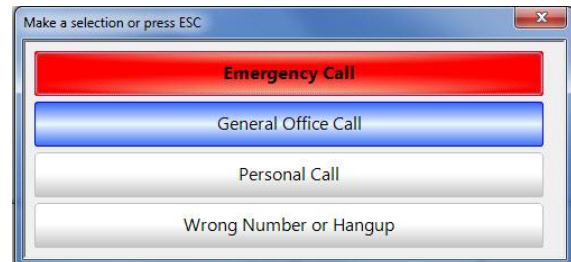 Make a selection or press ESC
Emergency Call
General Office Call
Personal Call
Wrong Number or Hangup